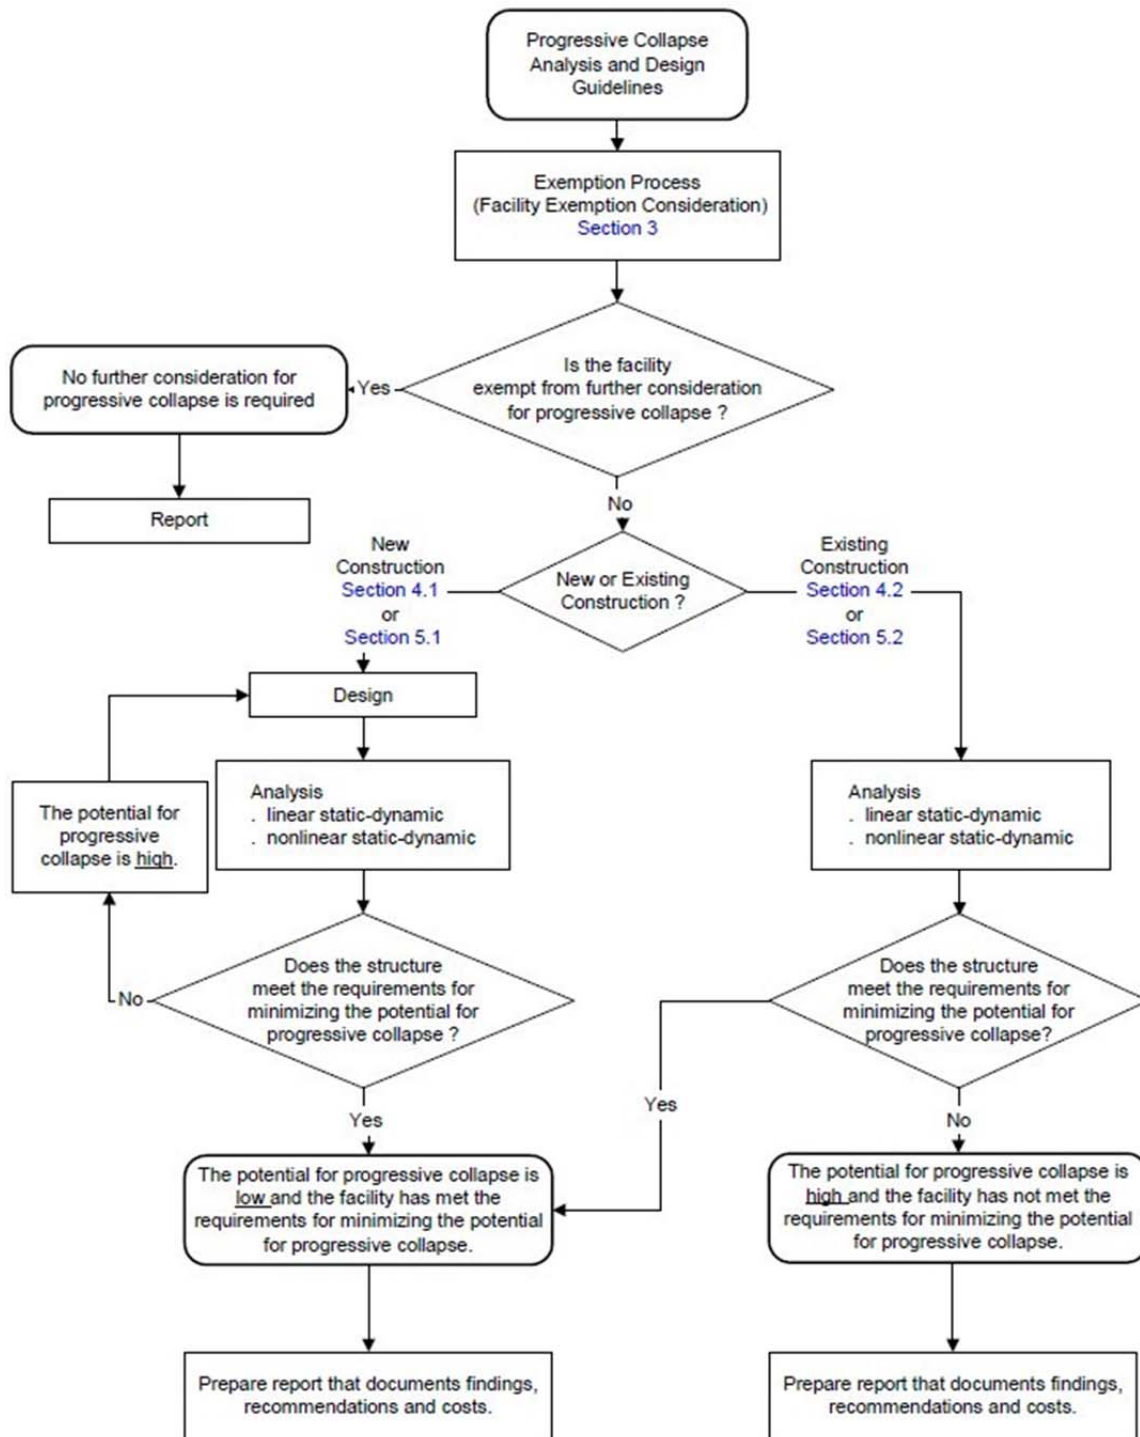 Progressive Collapse
Analysis and Design
Guidelines
Exemption Process
(Facility Exemption Consideration)
Section 3
Is the facility
exempt from further consideration
for progressive collapse ?
Yes
No further consideration for
progressive collapse is required
Report
No
New or Existing
Construction ?
New
Construction
Section 4.1
or
Section 5.1
Existing
Construction
Section 4.2
or
Section 5.2
Design
Analysis
. linear static-dynamic
. nonlinear static-dynamic
The potential for
progressive
collapse is high.
Analysis
. linear static-dynamic
. nonlinear static-dynamic
Does the structure
meet the requirements for
minimizing the potential for
progressive collapse ?
No
Does the structure
meet the requirements for
minimizing the potential for
progressive collapse?
Yes
Yes
No
The potential for progressive collapse is
low and the facility has met the
requirements for minimizing the potential
for progressive collapse.
The potential for progressive collapse is
high and the facility has not met the
requirements for minimizing the potential
for progressive collapse.
Prepare report that documents findings,
recommendations and costs.
Prepare report that documents findings,
recommendations and costs.